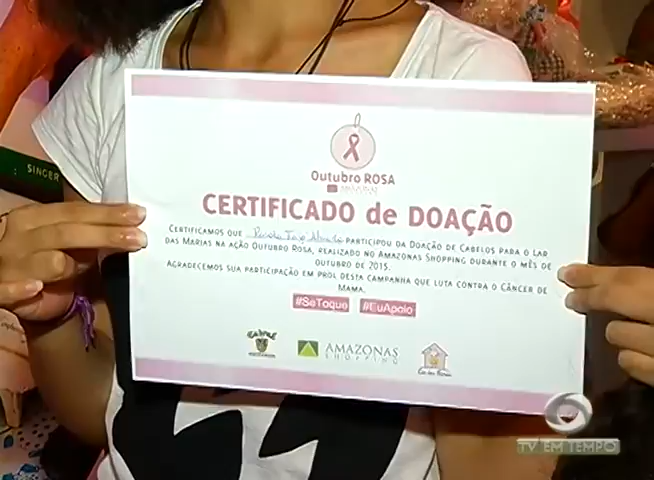 Outubro ROSA
CERTIFICADO de DOAÇÃO
CERTIFICAMOS QUE PARTICIPOU DA DOAÇÃO DE CABELOS PARA O LAR
DAS MARIAS NA AÇÃO OUTUBRO ROSA, REALIZADO NO AMAZONAS SHOPPING DURANTE O MÊS DE
OUTUBRO DE 2015.
AGRADECEMOS SUA PARTICIPAÇÃO EM PROL DESTA CAMPANHA QUE LUTA CONTRA O CÂNCER DE
MAMA.
#SeToque #EuApoio
AMAZONAS
SHOPPING
SINGER
TV EM TEMPO